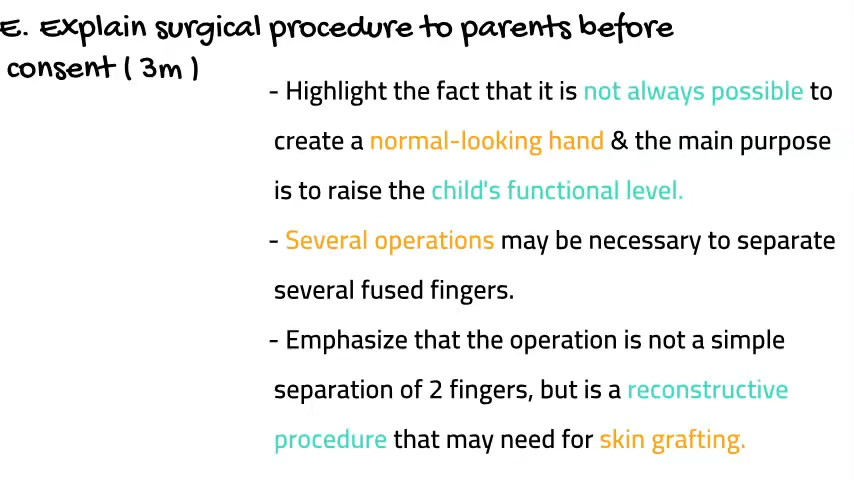 E. Explain surgical procedure to parents before
consent ( 3m )
- Highlight the fact that it is not always possible to
create a normal-looking hand & the main purpose
is to raise the child's functional level.
- Several operations may be necessary to separate
several fused fingers.
- Emphasize that the operation is not a simple
separation of 2 fingers, but is a reconstructive
procedure that may need for skin grafting.